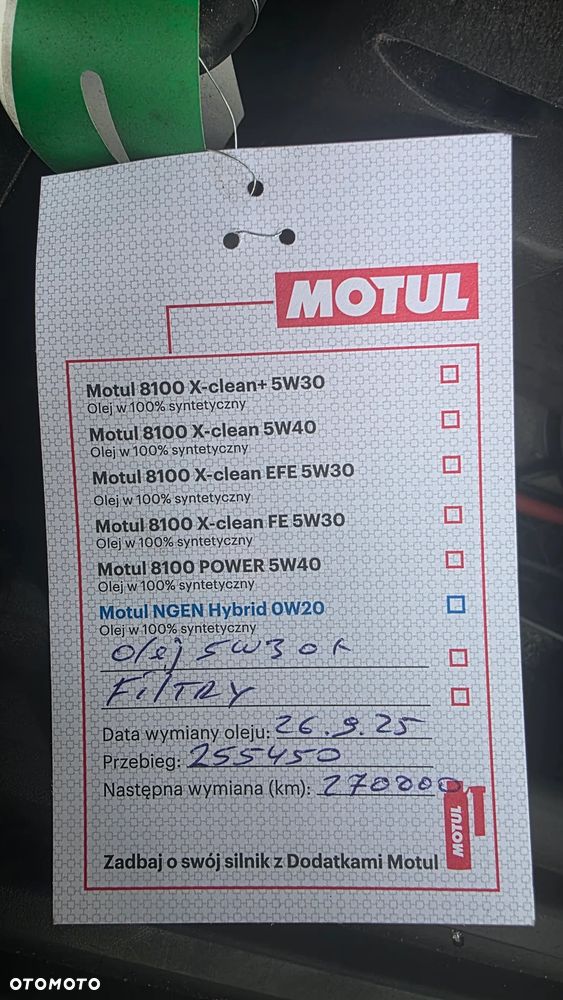 MOTUL
Motul 8100 X-clean+ 5W30
Olej w 100% syntetyczny
Motul 8100 X-clean 5W40
Olej w 100% syntetyczny
Motul 8100 X-clean EFE 5W30
Olej w 100% syntetyczny
Motul 8100 X-clean FE 5W30
Olej w 100% syntetyczny
Motul 8100 POWER 5W40
Olej w 100% syntetyczny
Motul NGEN Hybrid 0W20
Olej w 100% syntetyczny
Olej 5W30
FilTRY
Data wymiany oleju: 26.9.25
Przebieg: 255450
Następna wymiana (km): 270000
Zadbaj o swój silnik z Dodatkami Motul
MOTUL
OTOMOTO